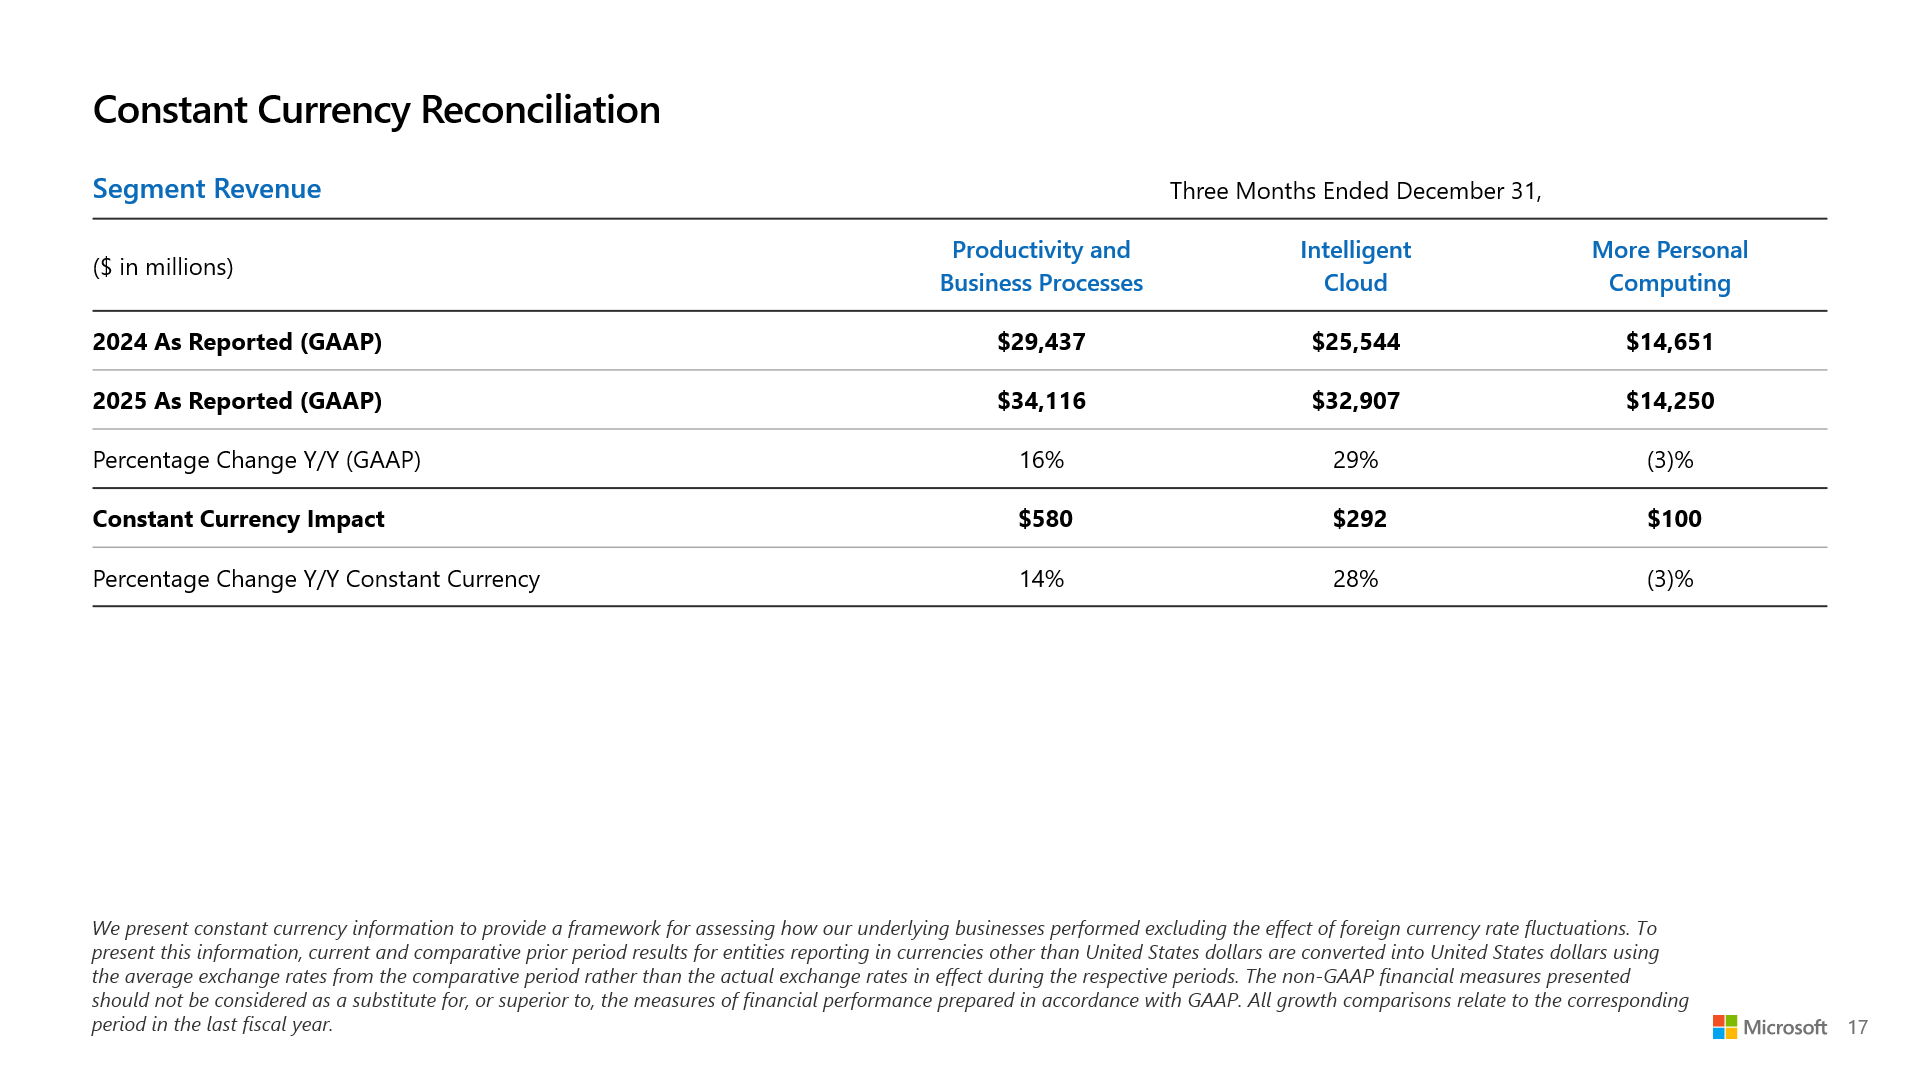 Constant Currency Reconciliation
Segment Revenue Three Months Ended December 31,
($ in millions) Productivity and Business Processes Intelligent Cloud More Personal Computing
2024 As Reported (GAAP) $29,437 $25,544 $14,651
2025 As Reported (GAAP) $34,116 $32,907 $14,250
Percentage Change Y/Y (GAAP) 16% 29% (3)%
Constant Currency Impact $580 $292 $100
Percentage Change Y/Y Constant Currency 14% 28% (3)%
We present constant currency information to provide a framework for assessing how our underlying businesses performed excluding the effect of foreign currency rate fluctuations. To
present this information, current and comparative prior period results for entities reporting in currencies other than United States dollars are converted into United States dollars using
the average exchange rates from the comparative period rather than the actual exchange rates in effect during the respective periods. The non-GAAP financial measures presented
should not be considered as a substitute for, or superior to, the measures of financial performance prepared in accordance with GAAP. All growth comparisons relate to the corresponding
period in the last fiscal year.
Microsoft 17